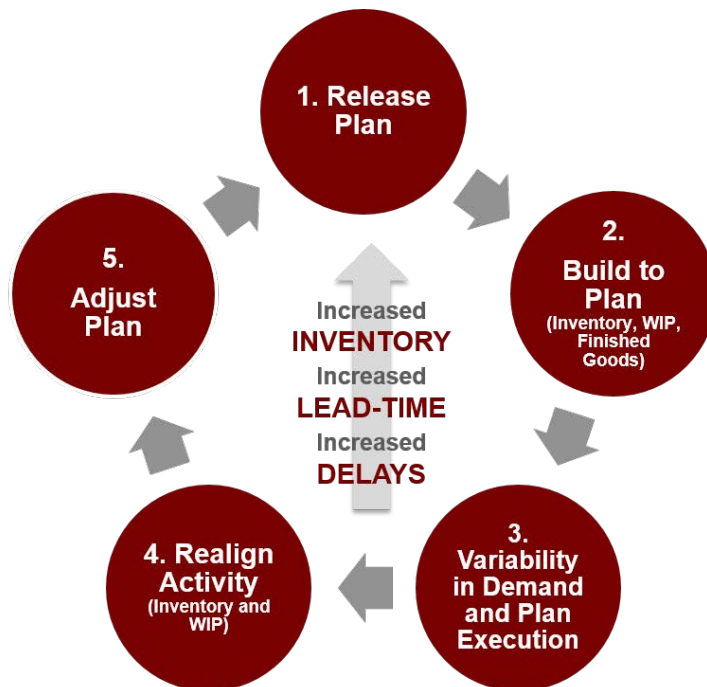 1. Release
Plan
2.
Build to
Plan
(Inventory, WIP,
Finished
Goods)
3.
Variability
in Demand
and Plan
Execution
4. Realign
Activity
(Inventory and
WIP)
5.
Adjust
Plan
Increased
INVENTORY
Increased
LEAD-TIME
Increased
DELAYS